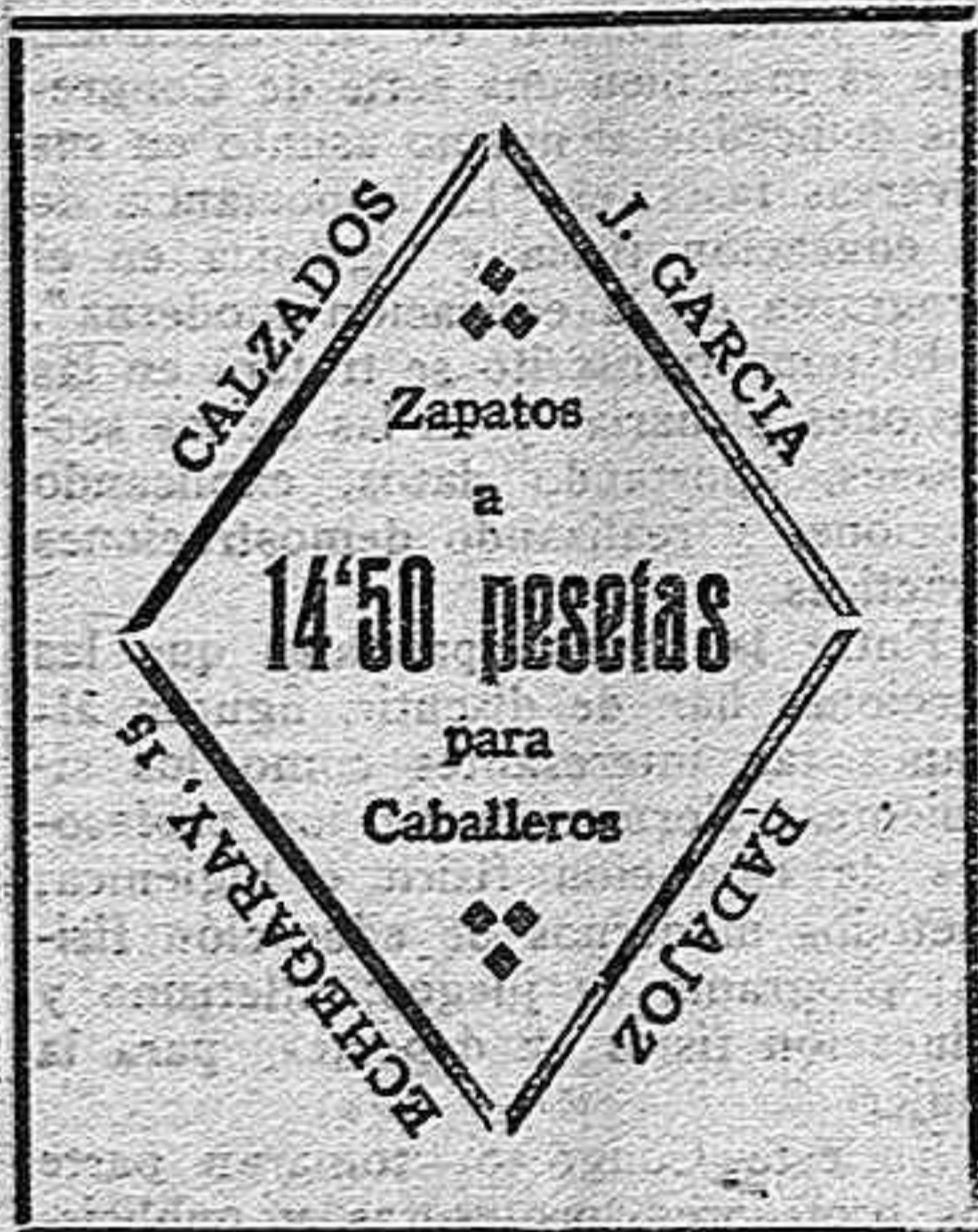 CALZADOS
J. GARCIA
Zapatos
a
14'50 pesetas
para
Caballeros
ECHEGARAY, 15
BADAJOZ